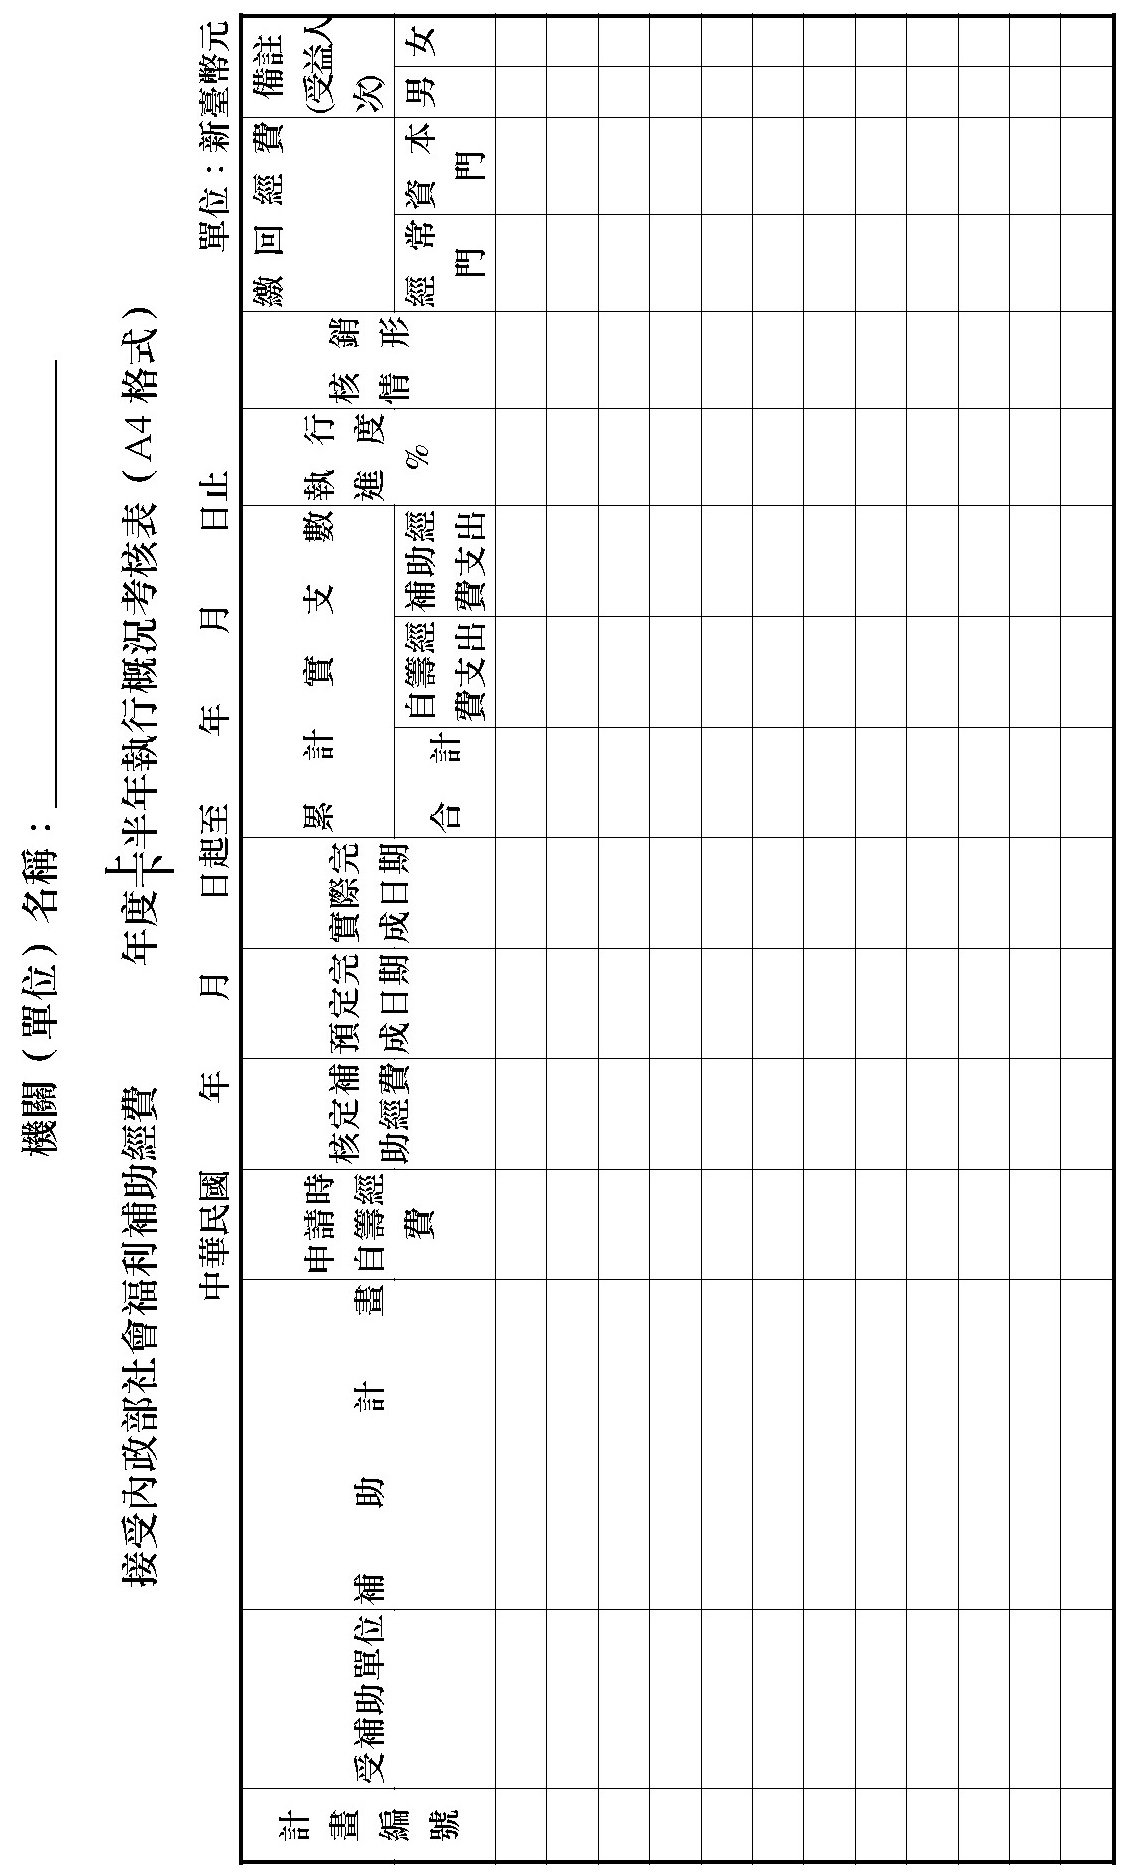 機關（單位）名稱：
接受內政部社會福利補助經費　　　年度上下半年執行概況考核表（A4格式）
中華民國　　年　　月　　日起至　　年　　月　　日止　　單位：新臺幣元
計畫編號
受補助單位
補助計畫
申請時自籌經費
核定補助經費
預定完成日期
實際完成日期
累計實支數
合計
自籌經費支出
補助經費支出
執行進度%
核銷情形
繳回經費
經常門
資本門
備註(受益人次)
男
女